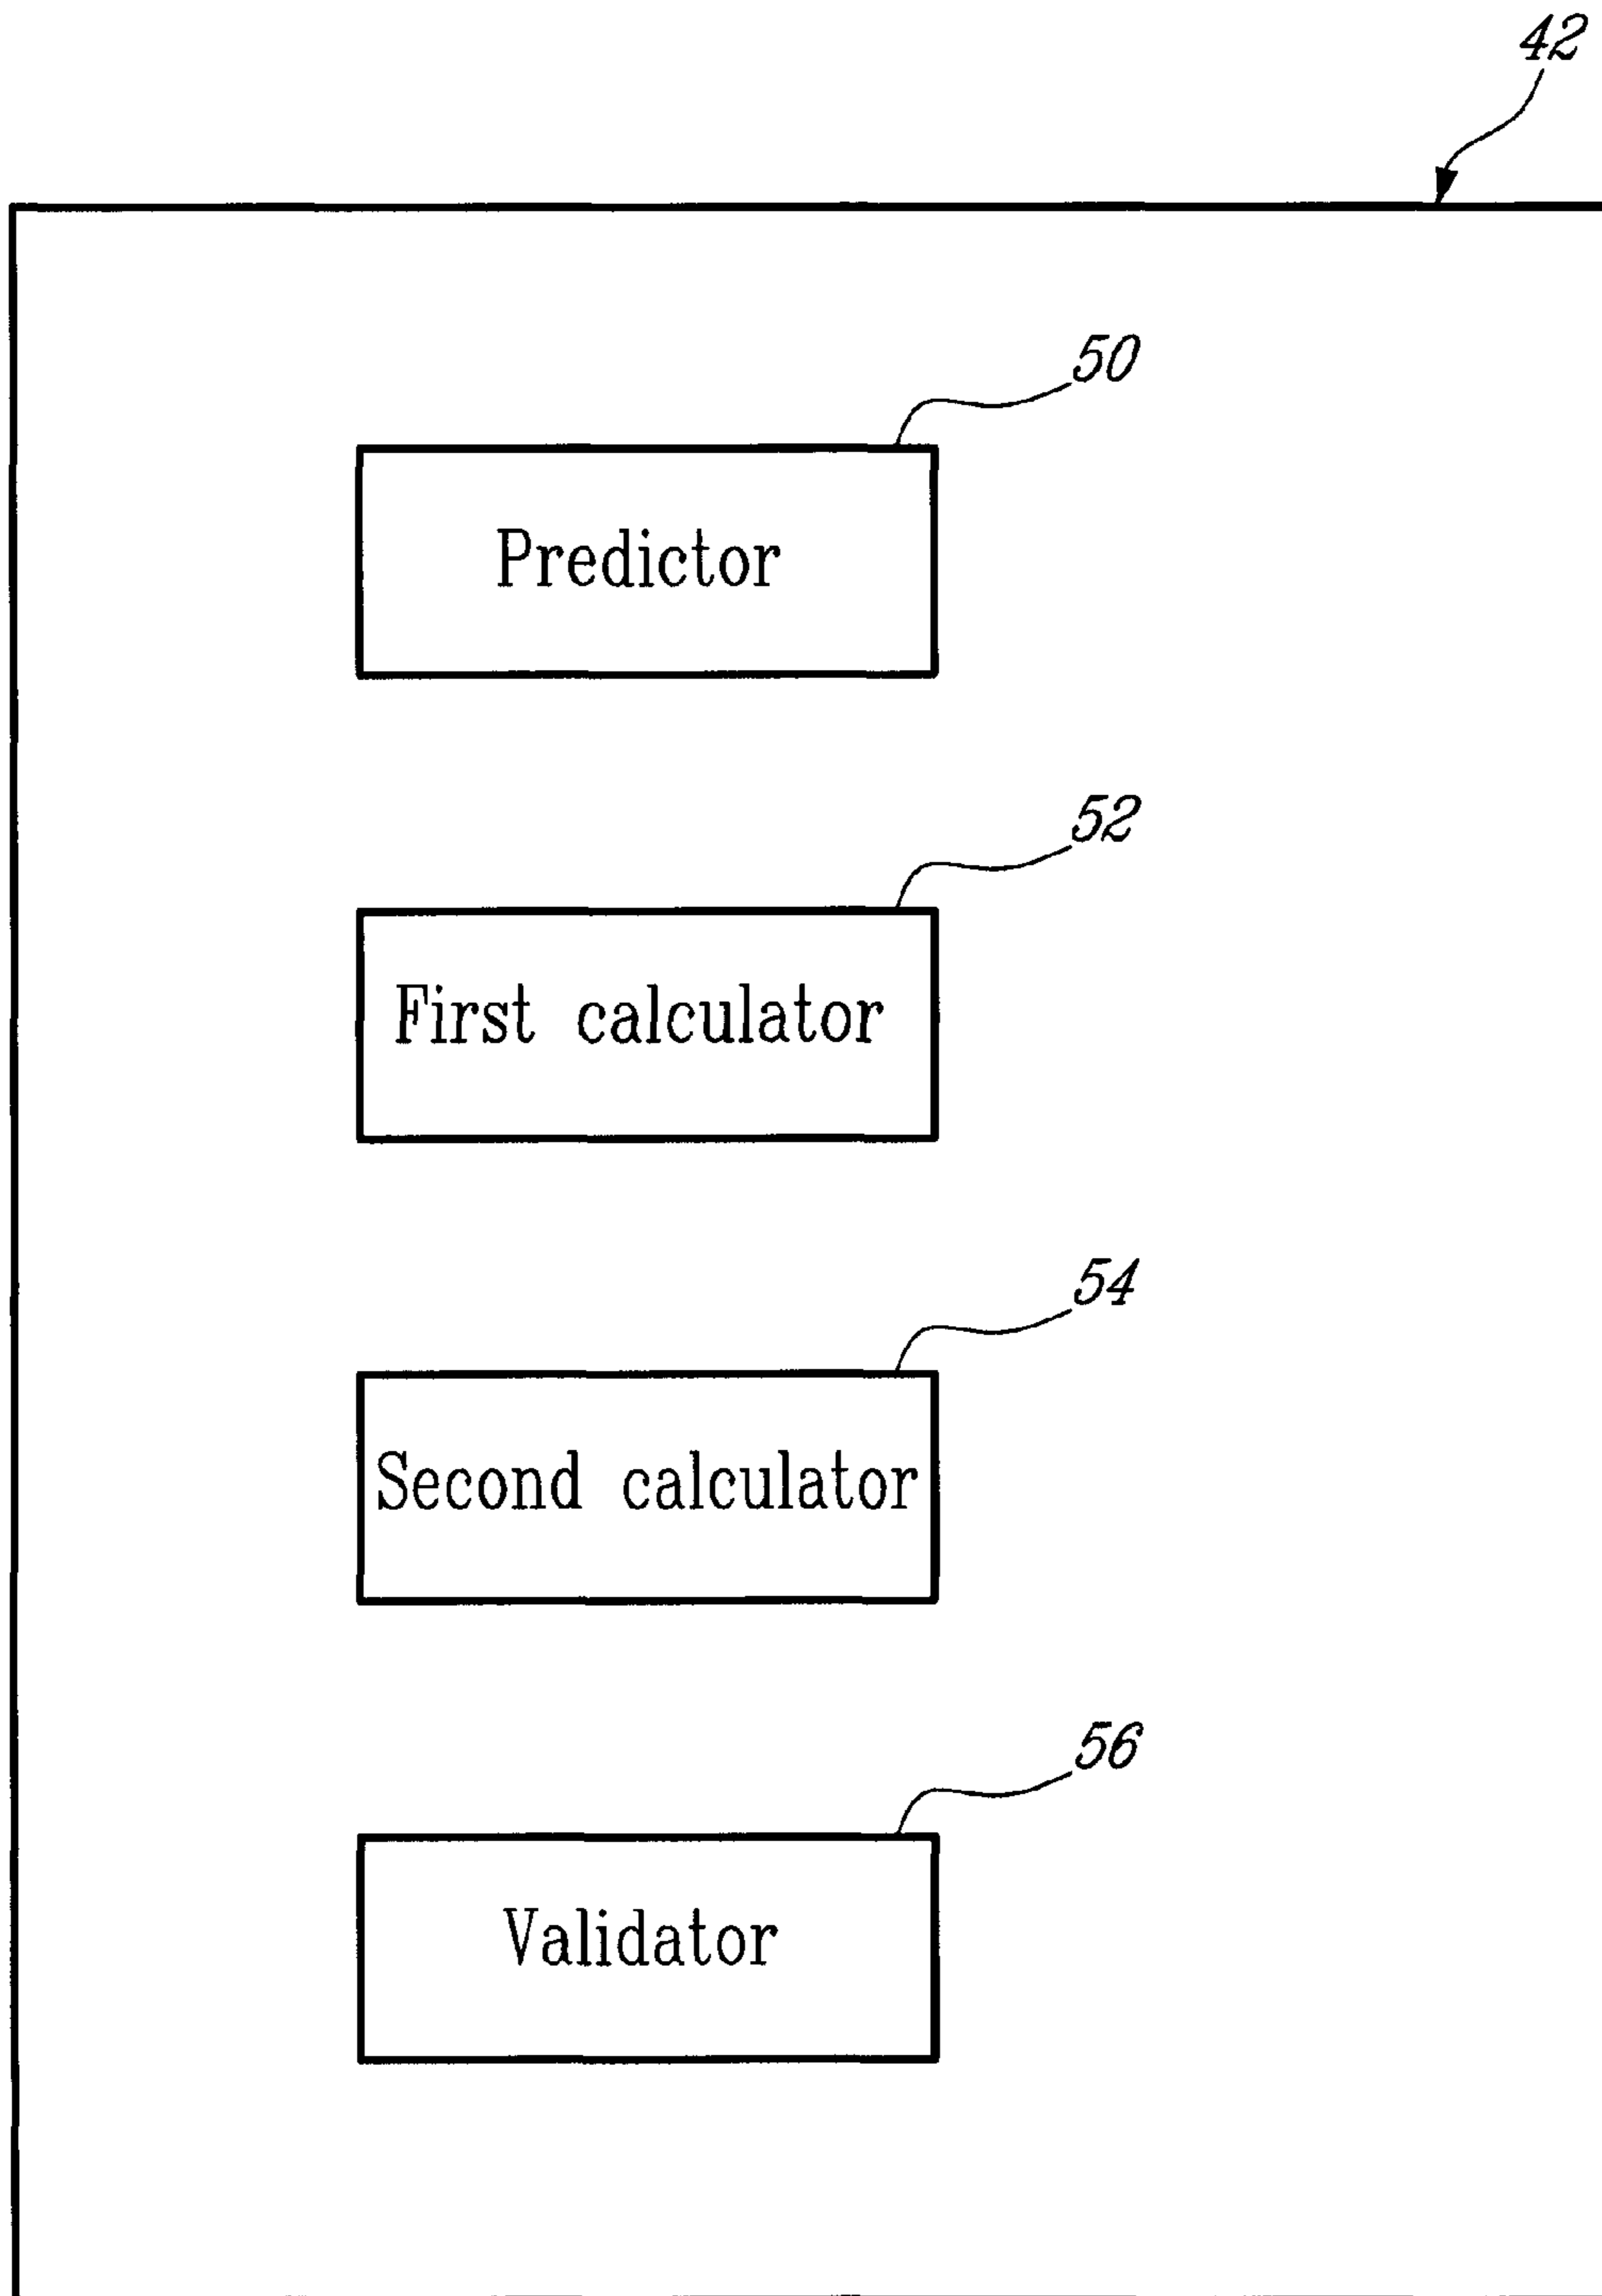 42
50
Predictor
52
First calculator
54
Second calculator
56
Validator